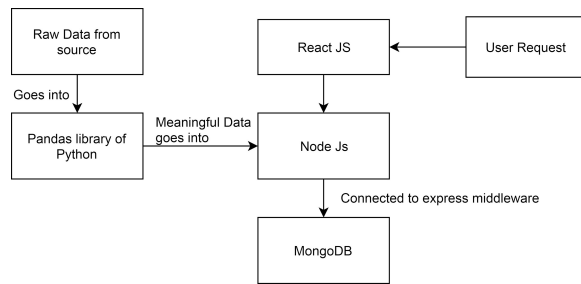 Raw Data from
source
React JS
User Request
Goes into
Pandas library of
Python
Meaningful Data
goes into
Node Js
Connected to express middleware
MongoDB